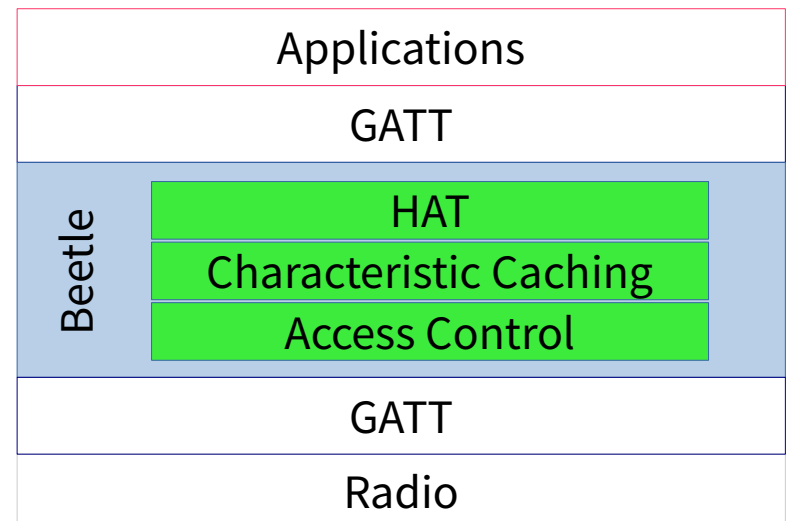 Applications
GATT
Beetle
HAT
Characteristic Caching
Access Control
GATT
Radio